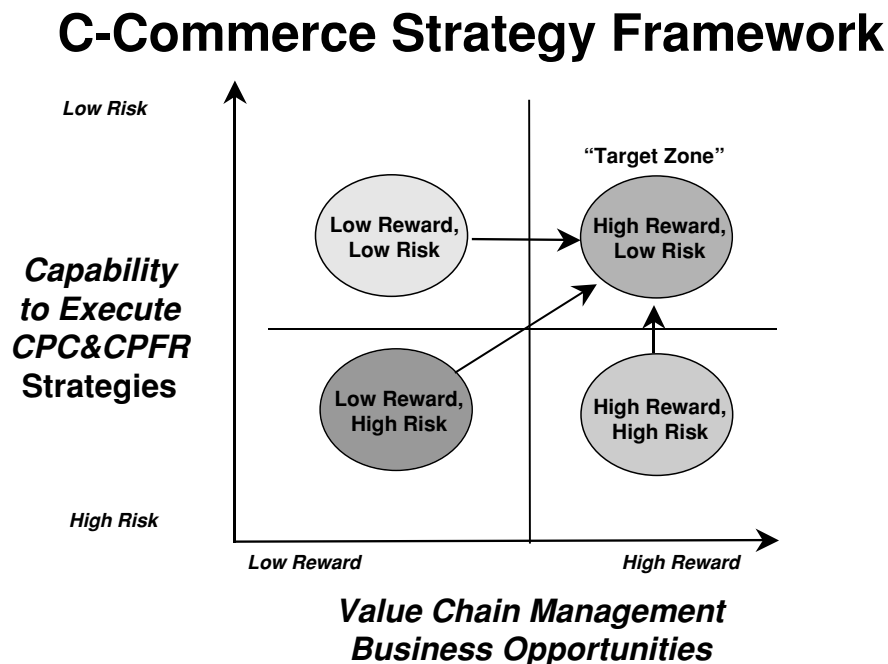 C-Commerce Strategy Framework
Low Risk
“Target Zone”
Low Reward,
Low Risk
High Reward,
Low Risk
Capability
to Execute
CPC&CPFR
Strategies
Low Reward,
High Risk
High Reward,
High Risk
High Risk
Low Reward
High Reward
Value Chain Management
Business Opportunities